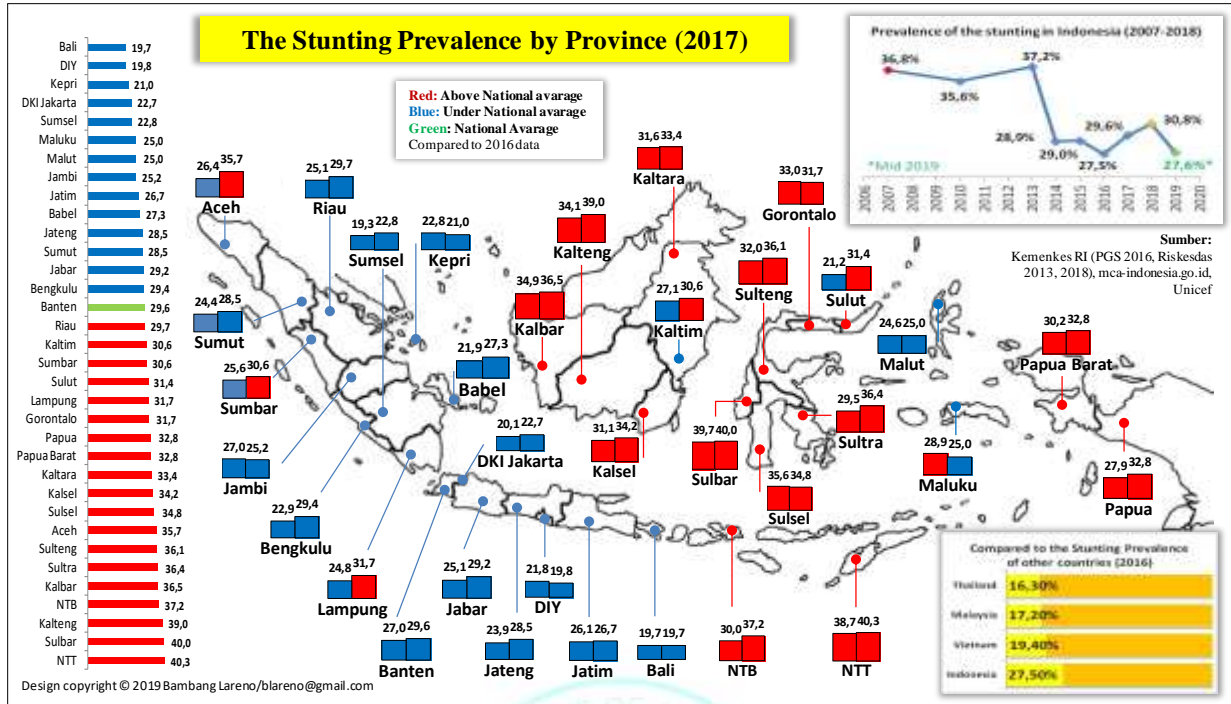 The Stunting Prevalence by Province (2017)
Bali 19,7
DIY 19,8
Kepri 21,0
DKI Jakarta 22,7
Sumsel 22,8
Maluku 25,0
Malut 25,0
Jambi 25,2
Jatim 26,7
Babel 27,3
Jateng 28,5
Sumut 28,5
Jabar 29,2
Bengkulu 29,4
Banten 29,6
Riau 29,7
Kaltim 30,6
Sumbar 30,6
Sulut 31,4
Lampung 31,7
Gorontalo 31,7
Papua 32,8
Papua Barat 32,8
Kaltara 33,4
Kalsel 34,2
Sulsel 34,8
Aceh 35,7
Sulteng 36,1
Sultra 36,4
Kalbar 36,5
NTB 37,2
Kalteng 39,0
Sulbar 40,0
NTT 40,3
Design copyright © 2019 Bambang Lareno/blareno@gmail.com
Red: Above National avarage
Blue: Under National avarage
Green: National Avarage
Compared to 2016 data
26,4 35,7
Aceh
25,1 29,7
Riau
19,3 22,8
Sumsel
22,8 21,0
Kepri
24,4 28,5
Sumut
25,6 30,6
Sumbar
27,0 25,2
Jambi
22,9 29,4
Bengkulu
24,8 31,7
Lampung
21,9 27,3
Babel
20,1 22,7
DKI Jakarta
27,0 29,6
Banten
25,1 29,2
Jabar
23,9 28,5
Jateng
21,8 19,8
DIY
26,1 26,7
Jatim
19,7 19,7
Bali
30,0 37,2
NTB
38,7 40,3
NTT
34,9 36,5
Kalbar
34,1 39,0
Kalteng
31,6 33,4
Kaltara
27,1 30,6
Kaltim
31,1 34,2
Kalsel
33,0 31,7
Gorontalo
32,0 36,1
Sulteng
21,2 31,4
Sulut
39,7 40,0
Sulbar
35,6 34,8
Sulsel
29,5 36,4
Sultra
24,6 25,0
Malut
28,9 25,0
Maluku
30,2 32,8
Papua Barat
27,9 32,8
Papua
Prevalence of the stunting in Indonesia (2007-2018)
36,8%
35,6%
37,2%
28,9%
29,0%
27,5%
29,6%
30,8%
27,6%*
*Mid 2019
2006 2007 2008 2009 2010 2011 2012 2013 2014 2015 2016 2017 2018 2019 2020
Sumber:
Kemenkes RI (PGS 2016, Riskesdas
2013, 2018), mca-indonesia.go.id,
Unicef
Compared to the Stunting Prevalence
of other countries (2016)
Thailand 16,30%
Malaysia 17,20%
Vietnam 19,40%
Indonesia 27,50%